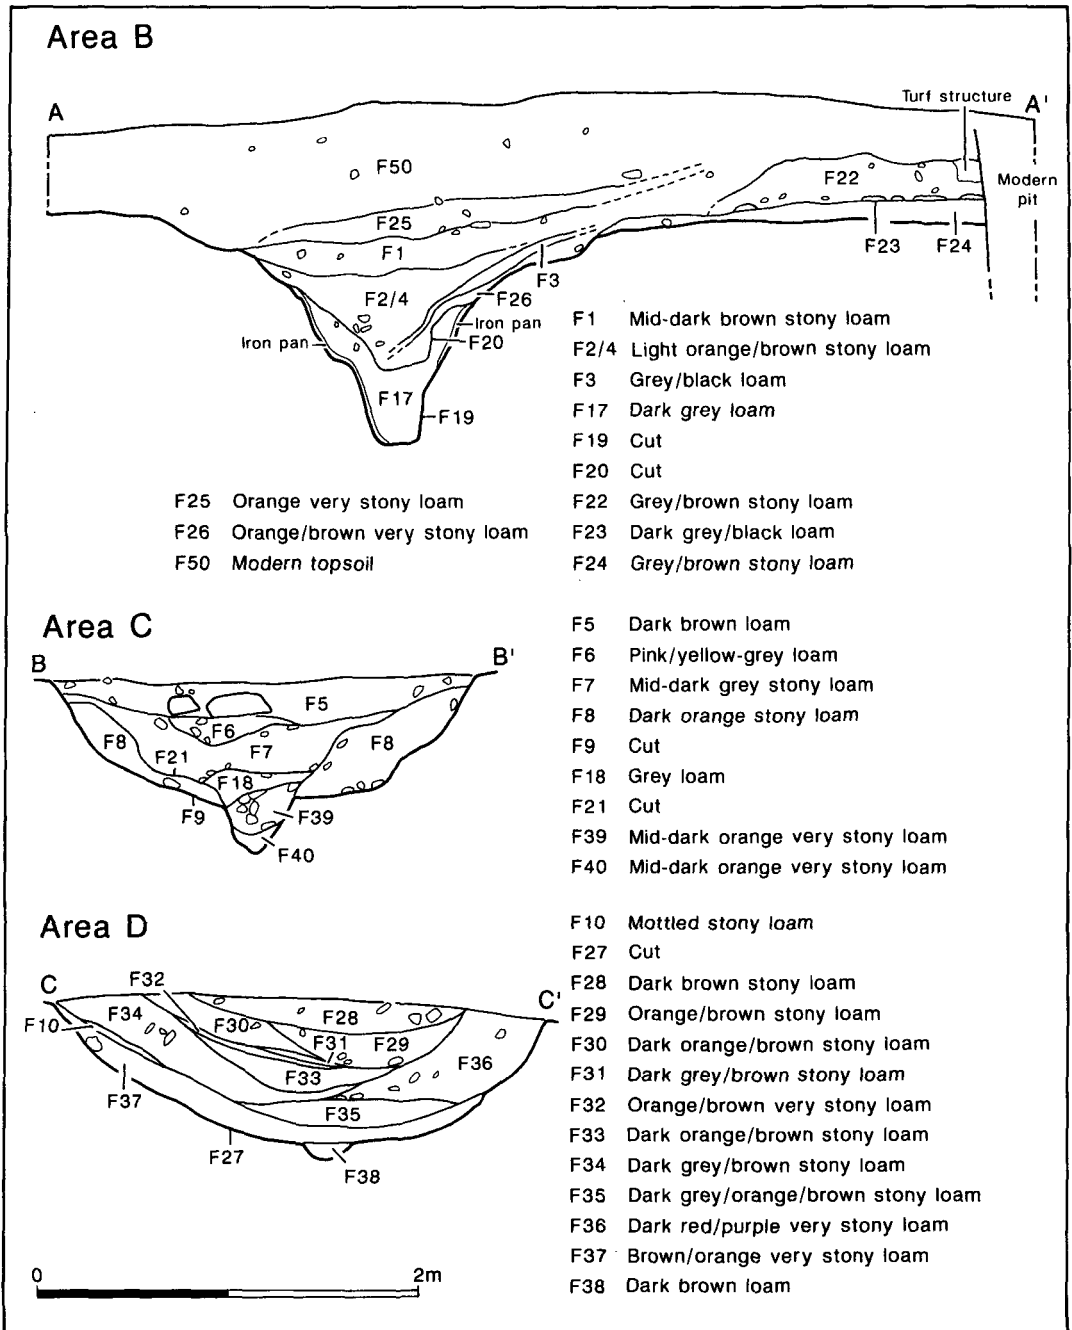 Area B
A
Turf structure
A'
F50
F22
Modern
pit
F25
F1
F23
F24
F3
F2/4
F26
Iron pan
Iron pan
F20
F17
F19
F1 Mid-dark brown stony loam
F2/4 Light orange/brown stony loam
F3 Grey/black loam
F17 Dark grey loam
F19 Cut
F20 Cut
F22 Grey/brown stony loam
F23 Dark grey/black loam
F24 Grey/brown stony loam
F25 Orange very stony loam
F26 Orange/brown very stony loam
F50 Modern topsoil
Area C
B
B'
F5
F6
F8
F7
F8
F21
F18
F9
F39
F40
F5 Dark brown loam
F6 Pink/yellow-grey loam
F7 Mid-dark grey stony loam
F8 Dark orange stony loam
F9 Cut
F18 Grey loam
F21 Cut
F39 Mid-dark orange very stony loam
F40 Mid-dark orange very stony loam
Area D
C
F32
C'
F34
F28
F10
F30
F31
F29
F36
F33
F37
F35
F27
F38
F10 Mottled stony loam
F27 Cut
F28 Dark brown stony loam
F29 Orange/brown stony loam
F30 Dark orange/brown stony loam
F31 Dark grey/brown stony loam
F32 Orange/brown very stony loam
F33 Dark orange/brown stony loam
F34 Dark grey/brown stony loam
F35 Dark grey/orange/brown stony loam
F36 Dark red/purple very stony loam
F37 Brown/orange very stony loam
F38 Dark brown loam
0 2m